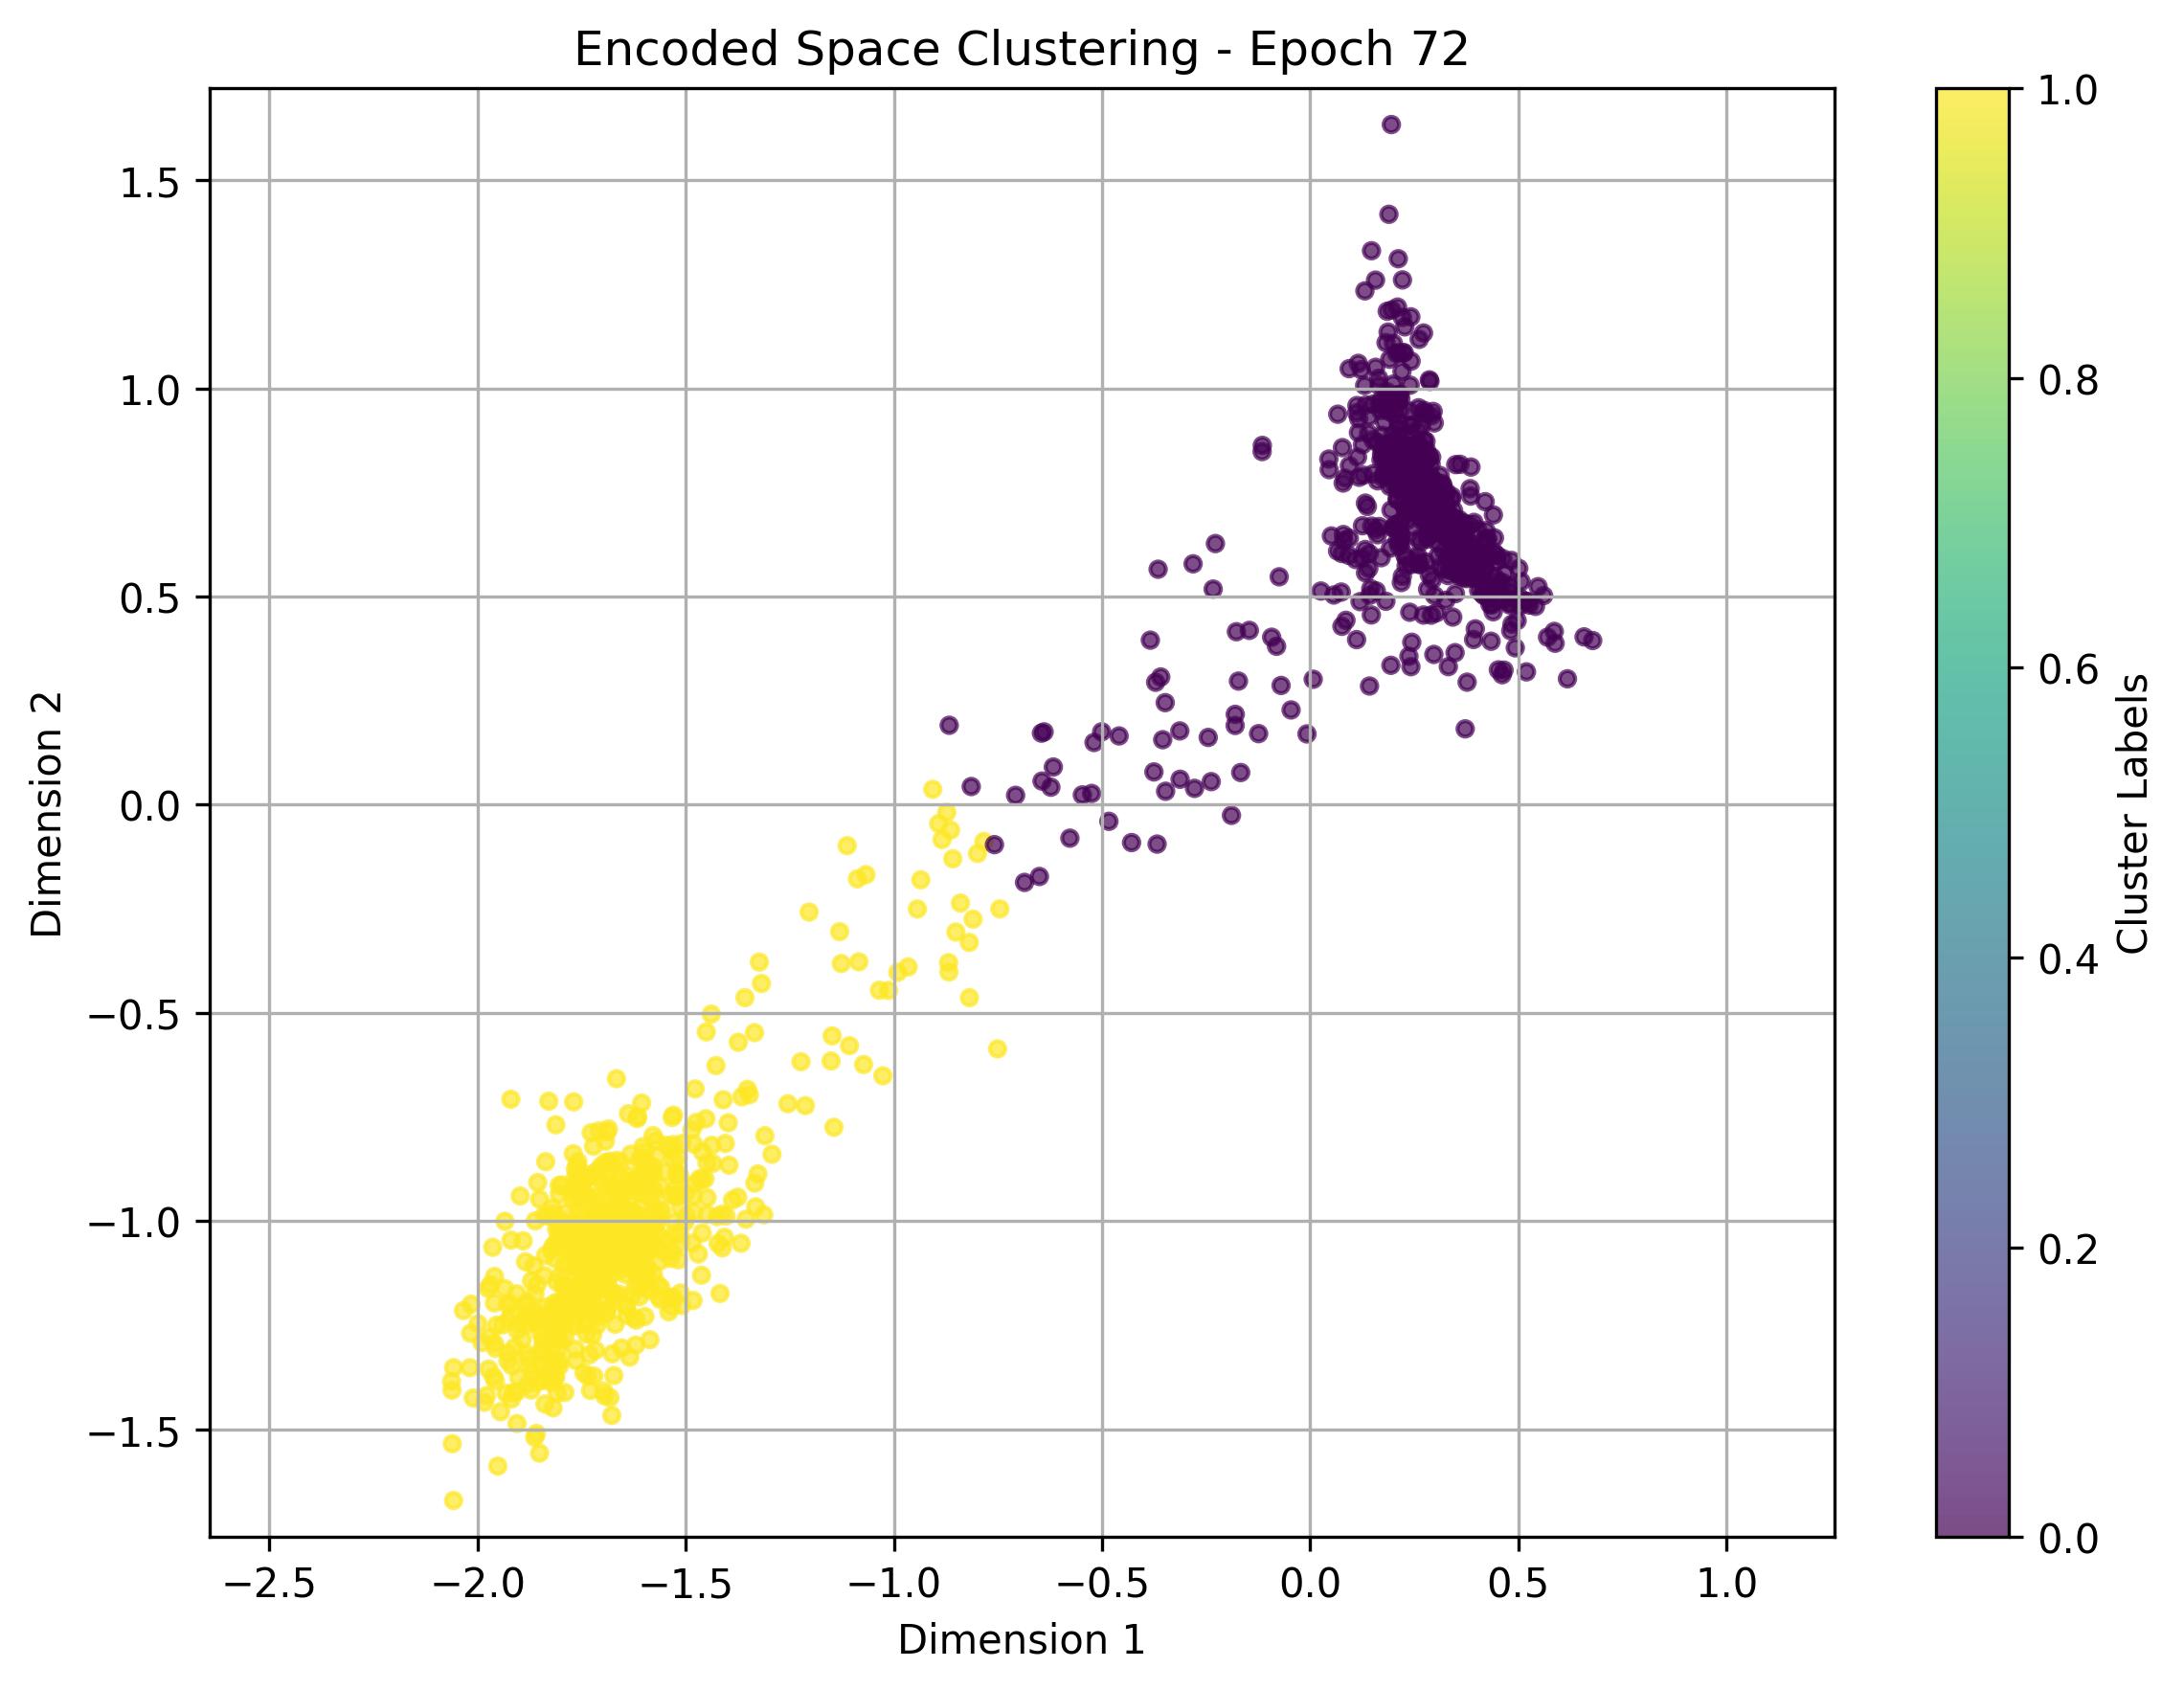 Encoded Space Clustering - Epoch 72
1.5
1.0
0.5
0.0
−0.5
−1.0
−1.5
Dimension 2
−2.5 −2.0 −1.5 −1.0 −0.5 0.0 0.5 1.0
Dimension 1
1.0
0.8
0.6
0.4
0.2
0.0
Cluster Labels